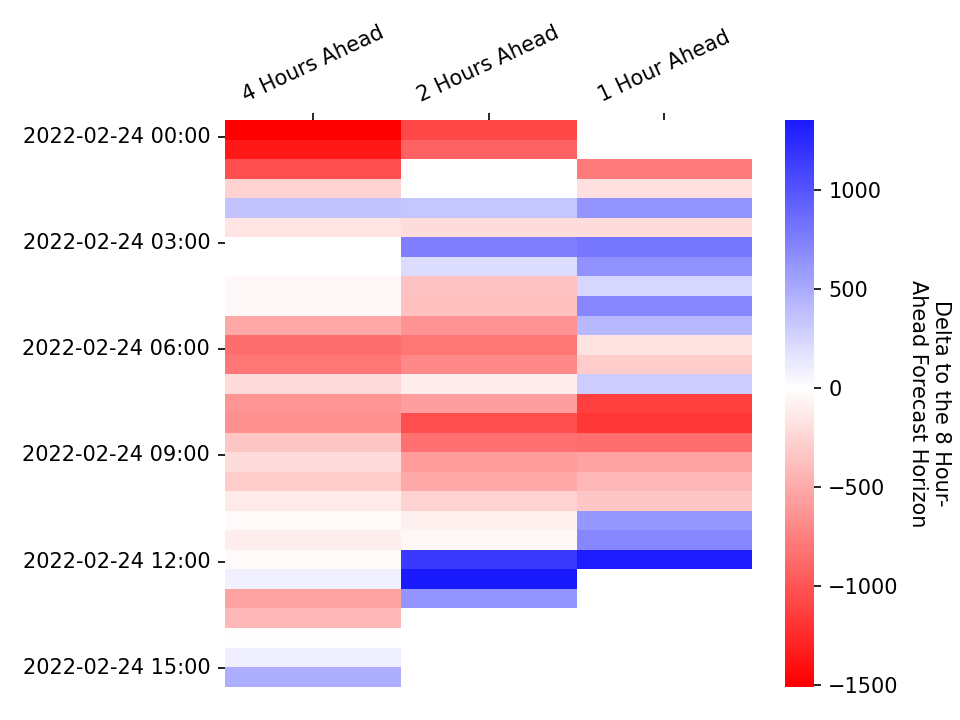 4 Hours Ahead
2 Hours Ahead
1 Hour Ahead
2022-02-24 00:00
2022-02-24 03:00
2022-02-24 06:00
2022-02-24 09:00
2022-02-24 12:00
2022-02-24 15:00
1000
500
0
−500
−1000
−1500
Delta to the 8 Hour-
Ahead Forecast Horizon